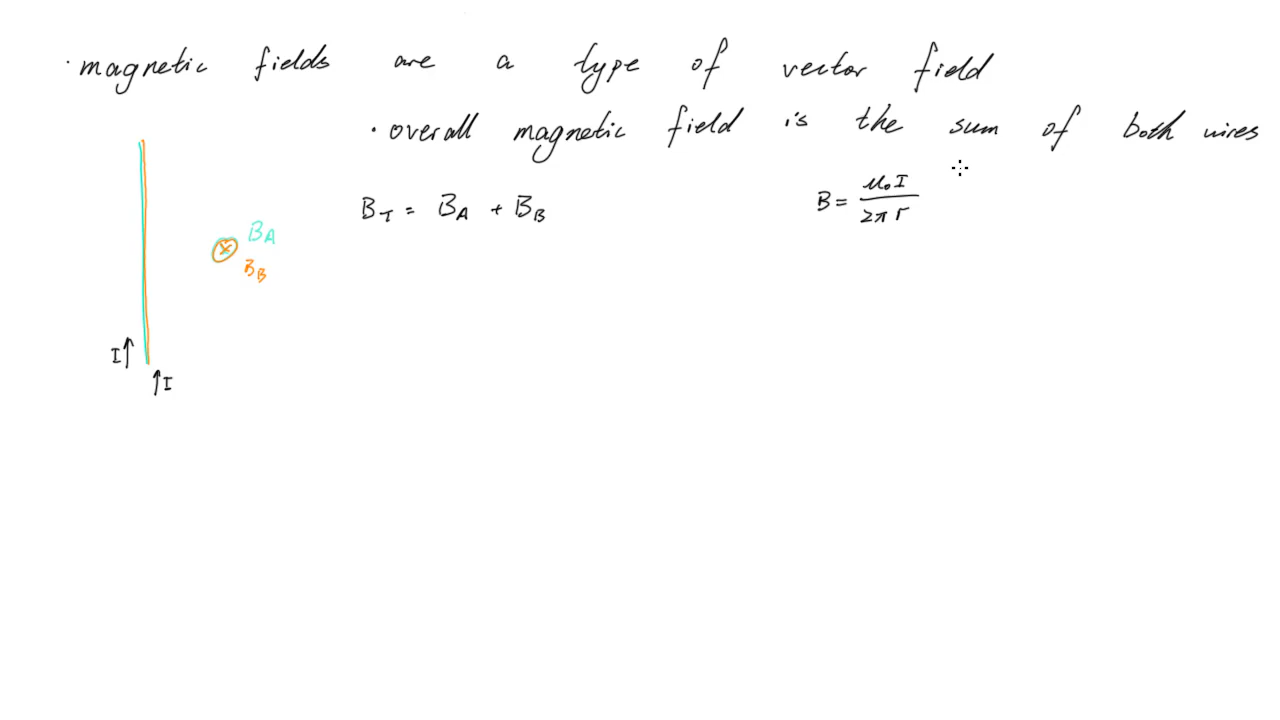 · magnetic fields are a type of vector field
· overall magnetic field is the sum of both wires
B_T = B_A + B_B
B = μ₀I / 2πr
B_A
B_B
I↑
↑I